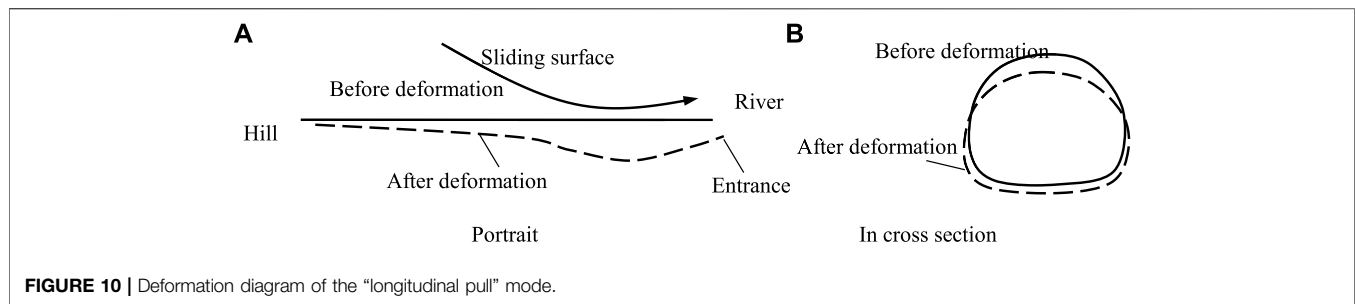 A
Sliding surface
Before deformation
River
Hill
After deformation
Entrance
Portrait
B
Before deformation
After deformation
In cross section
FIGURE 10 | Deformation diagram of the “longitudinal pull” mode.